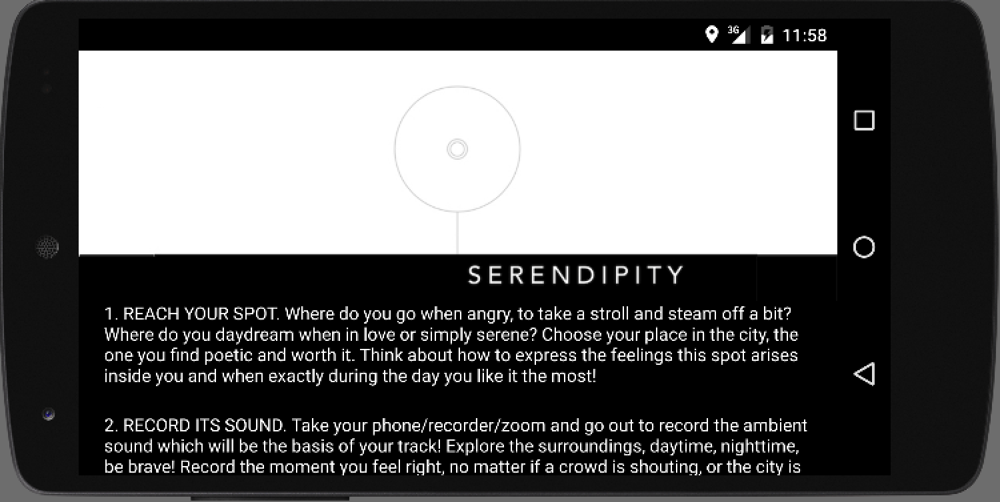 3G 11:58
SERENDIPITY
1. REACH YOUR SPOT. Where do you go when angry, to take a stroll and steam off a bit?
Where do you daydream when in love or simply serene? Choose your place in the city, the
one you find poetic and worth it. Think about how to express the feelings this spot arises
inside you and when exactly during the day you like it the most!
2. RECORD ITS SOUND. Take your phone/recorder/zoom and go out to record the ambient
sound which will be the basis of your track! Explore the surroundings, daytime, nighttime,
be brave! Record the moment you feel right, no matter if a crowd is shouting, or the city is